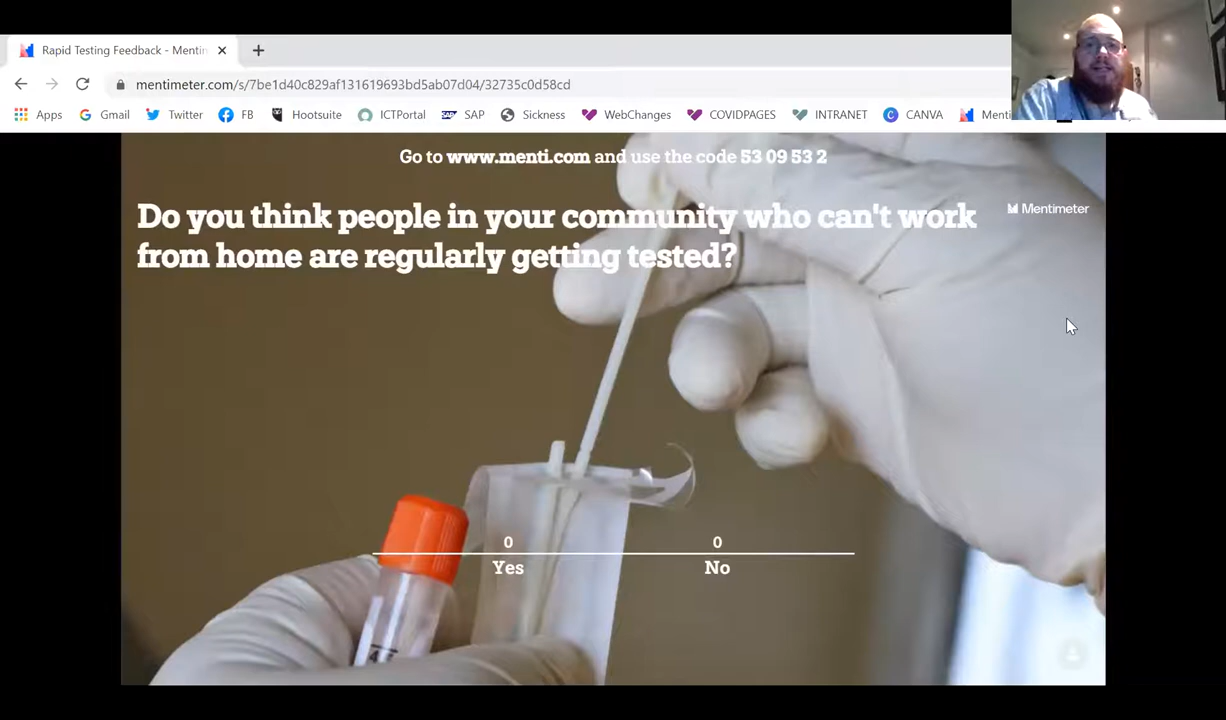 Rapid Testing Feedback - Mentin
mentimeter.com/s/7be1d40c829af131619693bd5ab07d04/32735c0d58cd
Apps Gmail Twitter FB Hootsuite ICTPortal SAP Sickness WebChanges COVIDPAGES INTRANET CANVA Menti
Go to www.menti.com and use the code 53 09 53 2
Do you think people in your community who can't work
from home are regularly getting tested?
Mentimeter
0 0
Yes No